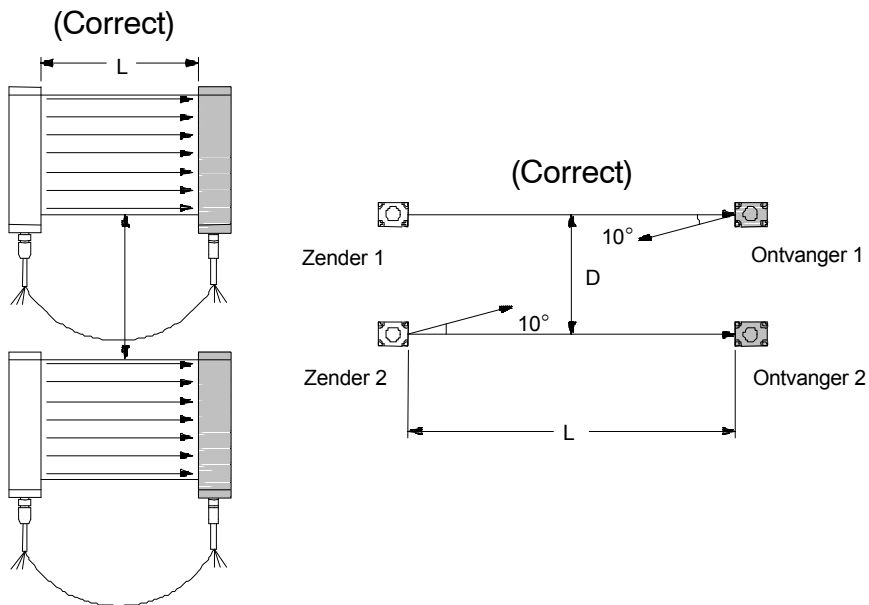 (Correct)
L
(Correct)
10°
Zender 1
Ontvanger 1
D
10°
Zender 2
Ontvanger 2
L